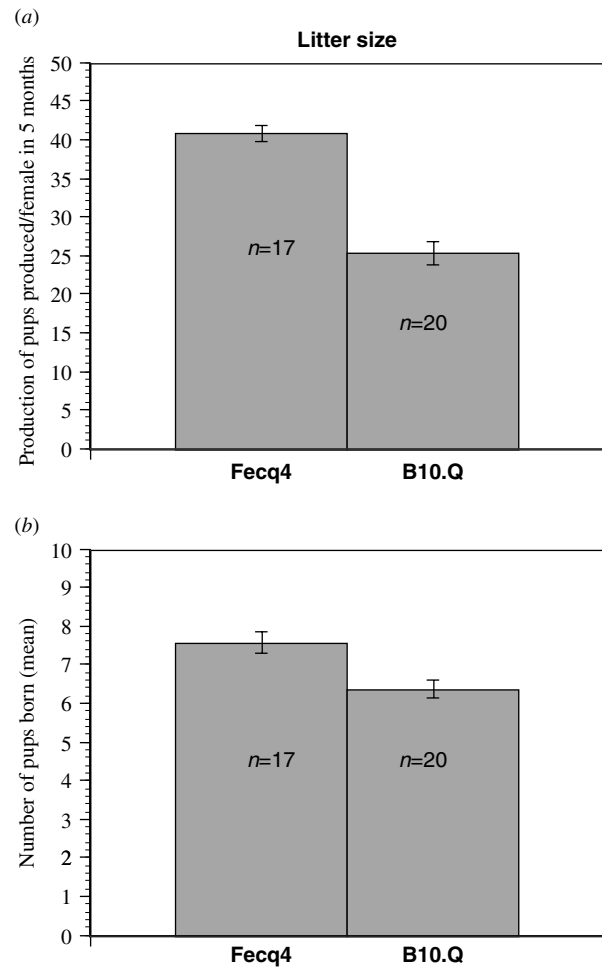 (a)
Litter size
Production of pups produced/female in 5 months
50
45
40
35
30
25
20
15
10
5
0
n=17
n=20
Fecq4 B10.Q
(b)
Number of pups born (mean)
10
9
8
7
6
5
4
3
2
1
0
n=17 n=20
Fecq4 B10.Q